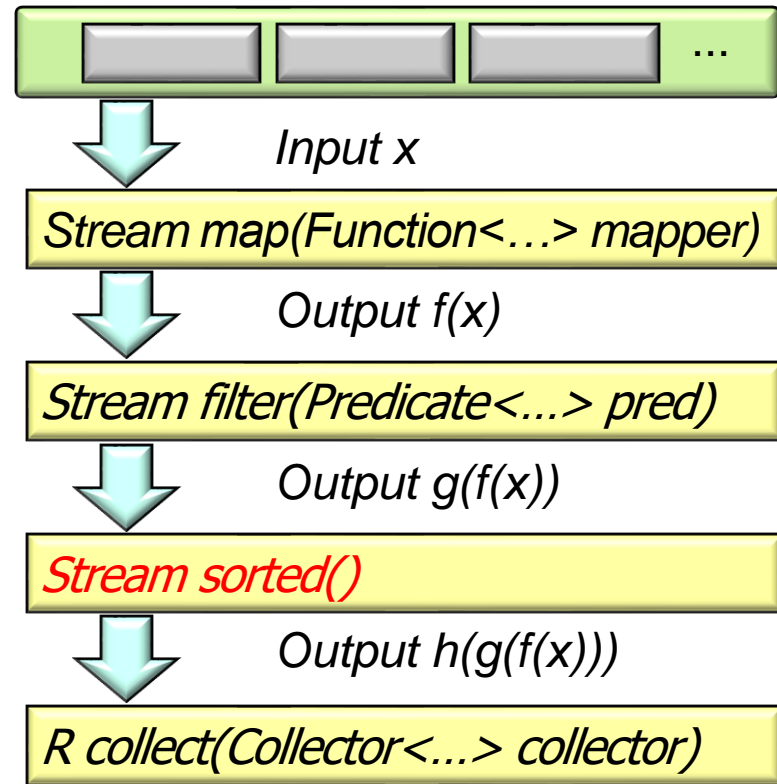 ...
Input x
Stream map(Function<…> mapper)
Output f(x)
Stream filter(Predicate<...> pred)
Output g(f(x))
Stream sorted()
Output h(g(f(x)))
R collect(Collector<...> collector)